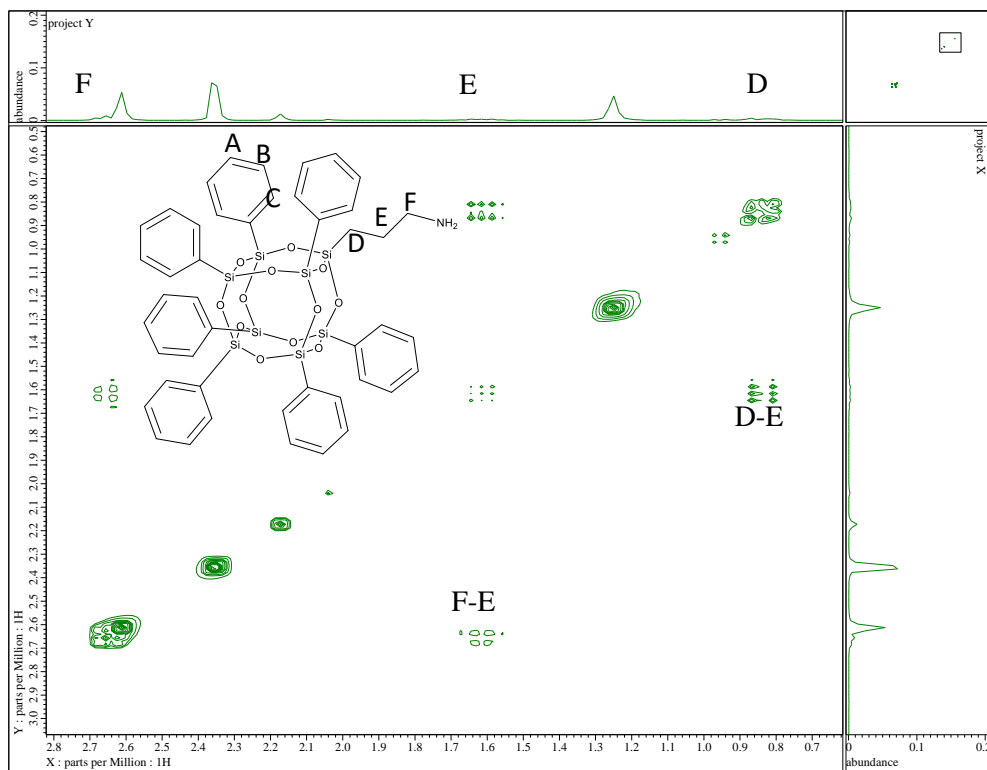 project Y
0.2
0.1
0
abundance
F
E
D
0.5
0.6
0.7
0.8
0.9
1.0
1.1
1.2
1.3
1.4
1.5
1.6
1.7
1.8
1.9
2.0
2.1
2.2
2.3
2.4
2.5
2.6
2.7
2.8
2.9
3.0
Y : parts per Million : 1H
A
B
C
D
E
F
NH2
Si
O
Si
O
Si
O
Si
O
O
O
O
O
O
Si
O
Si
O
Si
O
Si
O
D-E
F-E
2.8 2.7 2.6 2.5 2.4 2.3 2.2 2.1 2.0 1.9 1.8 1.7 1.6 1.5 1.4 1.3 1.2 1.1 1.0 0.9 0.8 0.7
X : parts per Million : 1H
project X
0 0.1 0.2
abundance